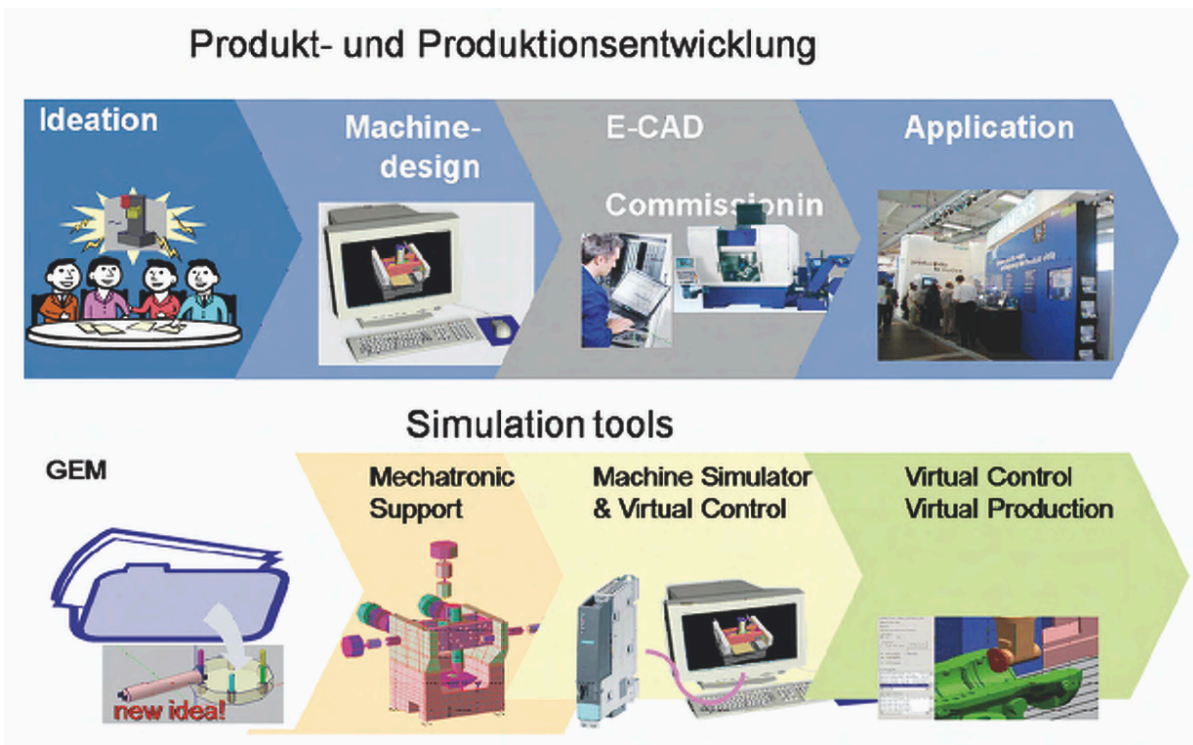 Produkt- und Produktionsentwicklung
Ideation
Machine-
design
E-CAD
Commissionin
Application
Simulation tools
GEM
Mechatronic
Support
Machine Simulator
& Virtual Control
Virtual Control
Virtual Production
new idea!